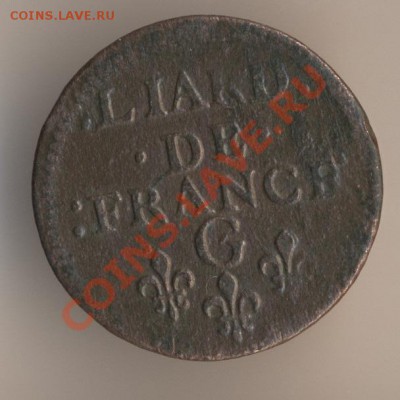 COINS.LAVE.RU
LIARD
·DE
:FRANCE
G
COINS.LAVE.RU